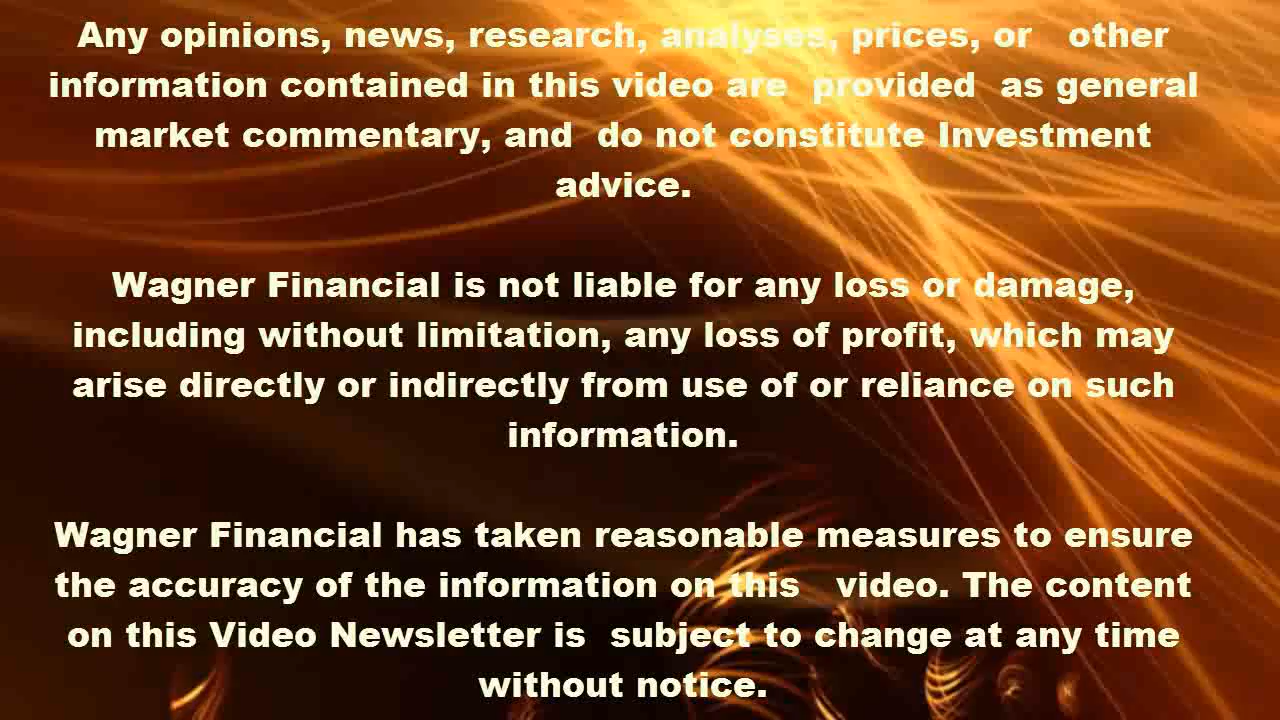 Any opinions, news, research, analyses, prices, or other
information contained in this video are provided as general
market commentary, and do not constitute Investment
advice.
Wagner Financial is not liable for any loss or damage,
including without limitation, any loss of profit, which may
arise directly or indirectly from use of or reliance on such
information.
Wagner Financial has taken reasonable measures to ensure
the accuracy of the information on this video. The content
on this Video Newsletter is subject to change at any time
without notice.